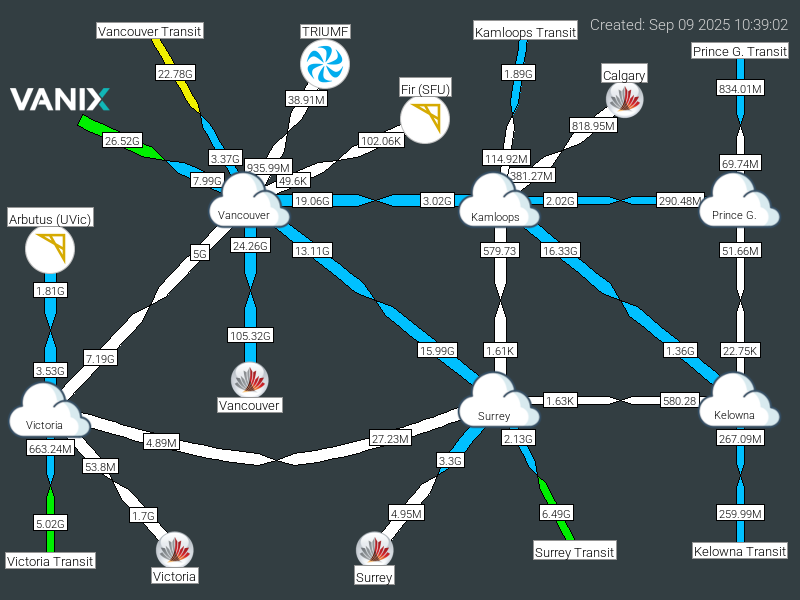 Created: Sep 09 2025 10:39:02
Vancouver Transit
TRIUMF
Kamloops Transit
Prince G. Transit
22.78G
1.89G
Calgary
Fir (SFU)
834.01M
VANIX
38.91M
818.95M
26.52G
102.06K
3.37G
114.92M
69.74M
935.99M
381.27M
7.99G
49.6K
19.06G
3.02G
2.02G
290.48M
Vancouver
Kamloops
Prince G.
Arbutus (UVic)
5G
24.26G
13.11G
579.73
16.33G
51.66M
1.81G
105.32G
7.19G
15.99G
1.61K
1.36G
22.75K
3.53G
Vancouver
1.63K
580.28
Victoria
Surrey
Kelowna
4.89M
27.23M
2.13G
267.09M
663.24M
53.8M
3.3G
1.7G
4.95M
6.49G
259.99M
5.02G
Victoria Transit
Victoria
Surrey
Surrey Transit
Kelowna Transit